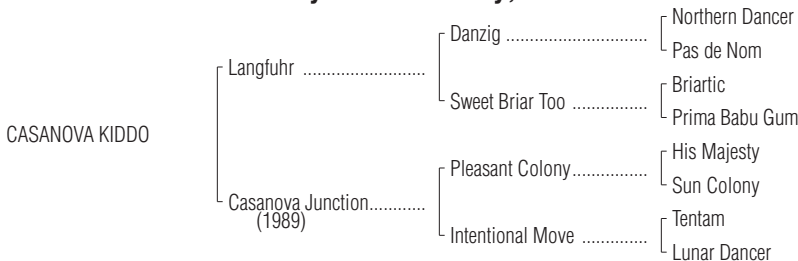 Northern Dancer
Danzig ..............................
Pas de Nom
Langfuhr ..........................
Briartic
Sweet Briar Too ................
Prima Babu Gum
CASANOVA KIDDO
His Majesty
Pleasant Colony................
Sun Colony
Casanova Junction............
(1989)
Tentam
Intentional Move ..............
Lunar Dancer